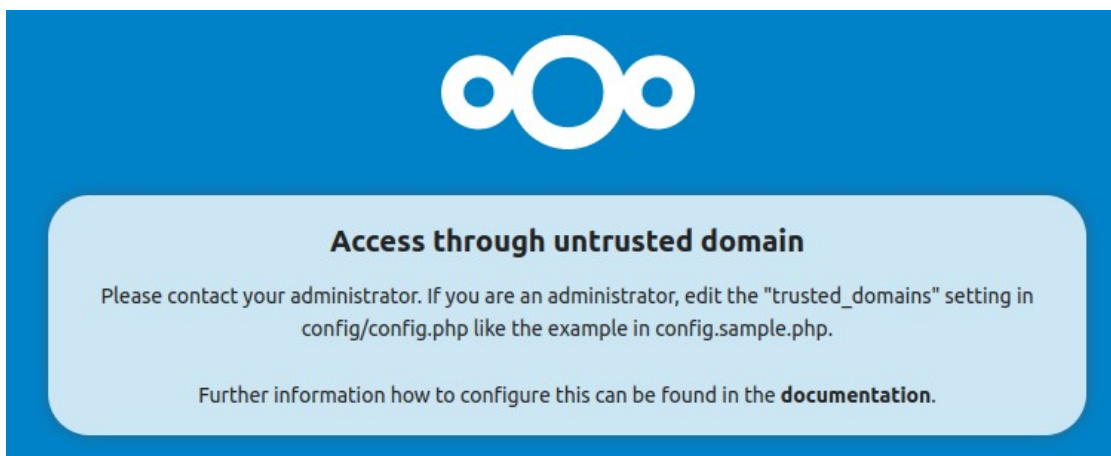 Access through untrusted domain
Please contact your administrator. If you are an administrator, edit the "trusted_domains" setting in
config/config.php like the example in config.sample.php.
Further information how to configure this can be found in the documentation.